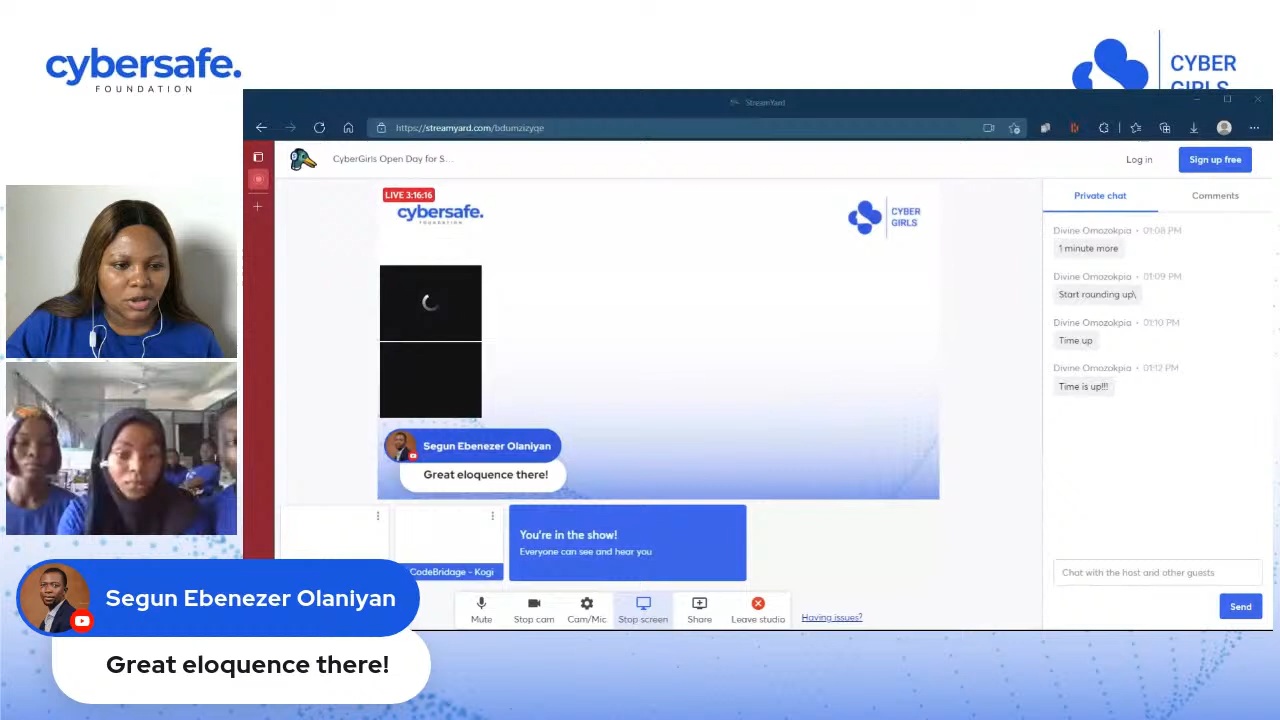 cybersafe.
FOUNDATION
CYBER
GIRLS
StreamYard
https://streamyard.com/bdumzizyqe
CyberGirls Open Day for S...
Log in
Sign up free
LIVE 3:16:16
cybersafe.
FOUNDATION
CYBER
GIRLS
Private chat
Comments
Divine Omozokpia • 01:08 PM
1 minute more
Divine Omozokpia • 01:09 PM
Start rounding up\
Divine Omozokpia • 01:10 PM
Time up
Divine Omozokpia • 01:12 PM
Time is up!!!
Segun Ebenezer Olaniyan
Great eloquence there!
You're in the show!
Everyone can see and hear you
CodeBridage - Kogi
Chat with the host and other guests
Send
Mute
Stop cam
Cam/Mic
Stop screen
Share
Leave studio
Having issues?
Segun Ebenezer Olaniyan
Great eloquence there!